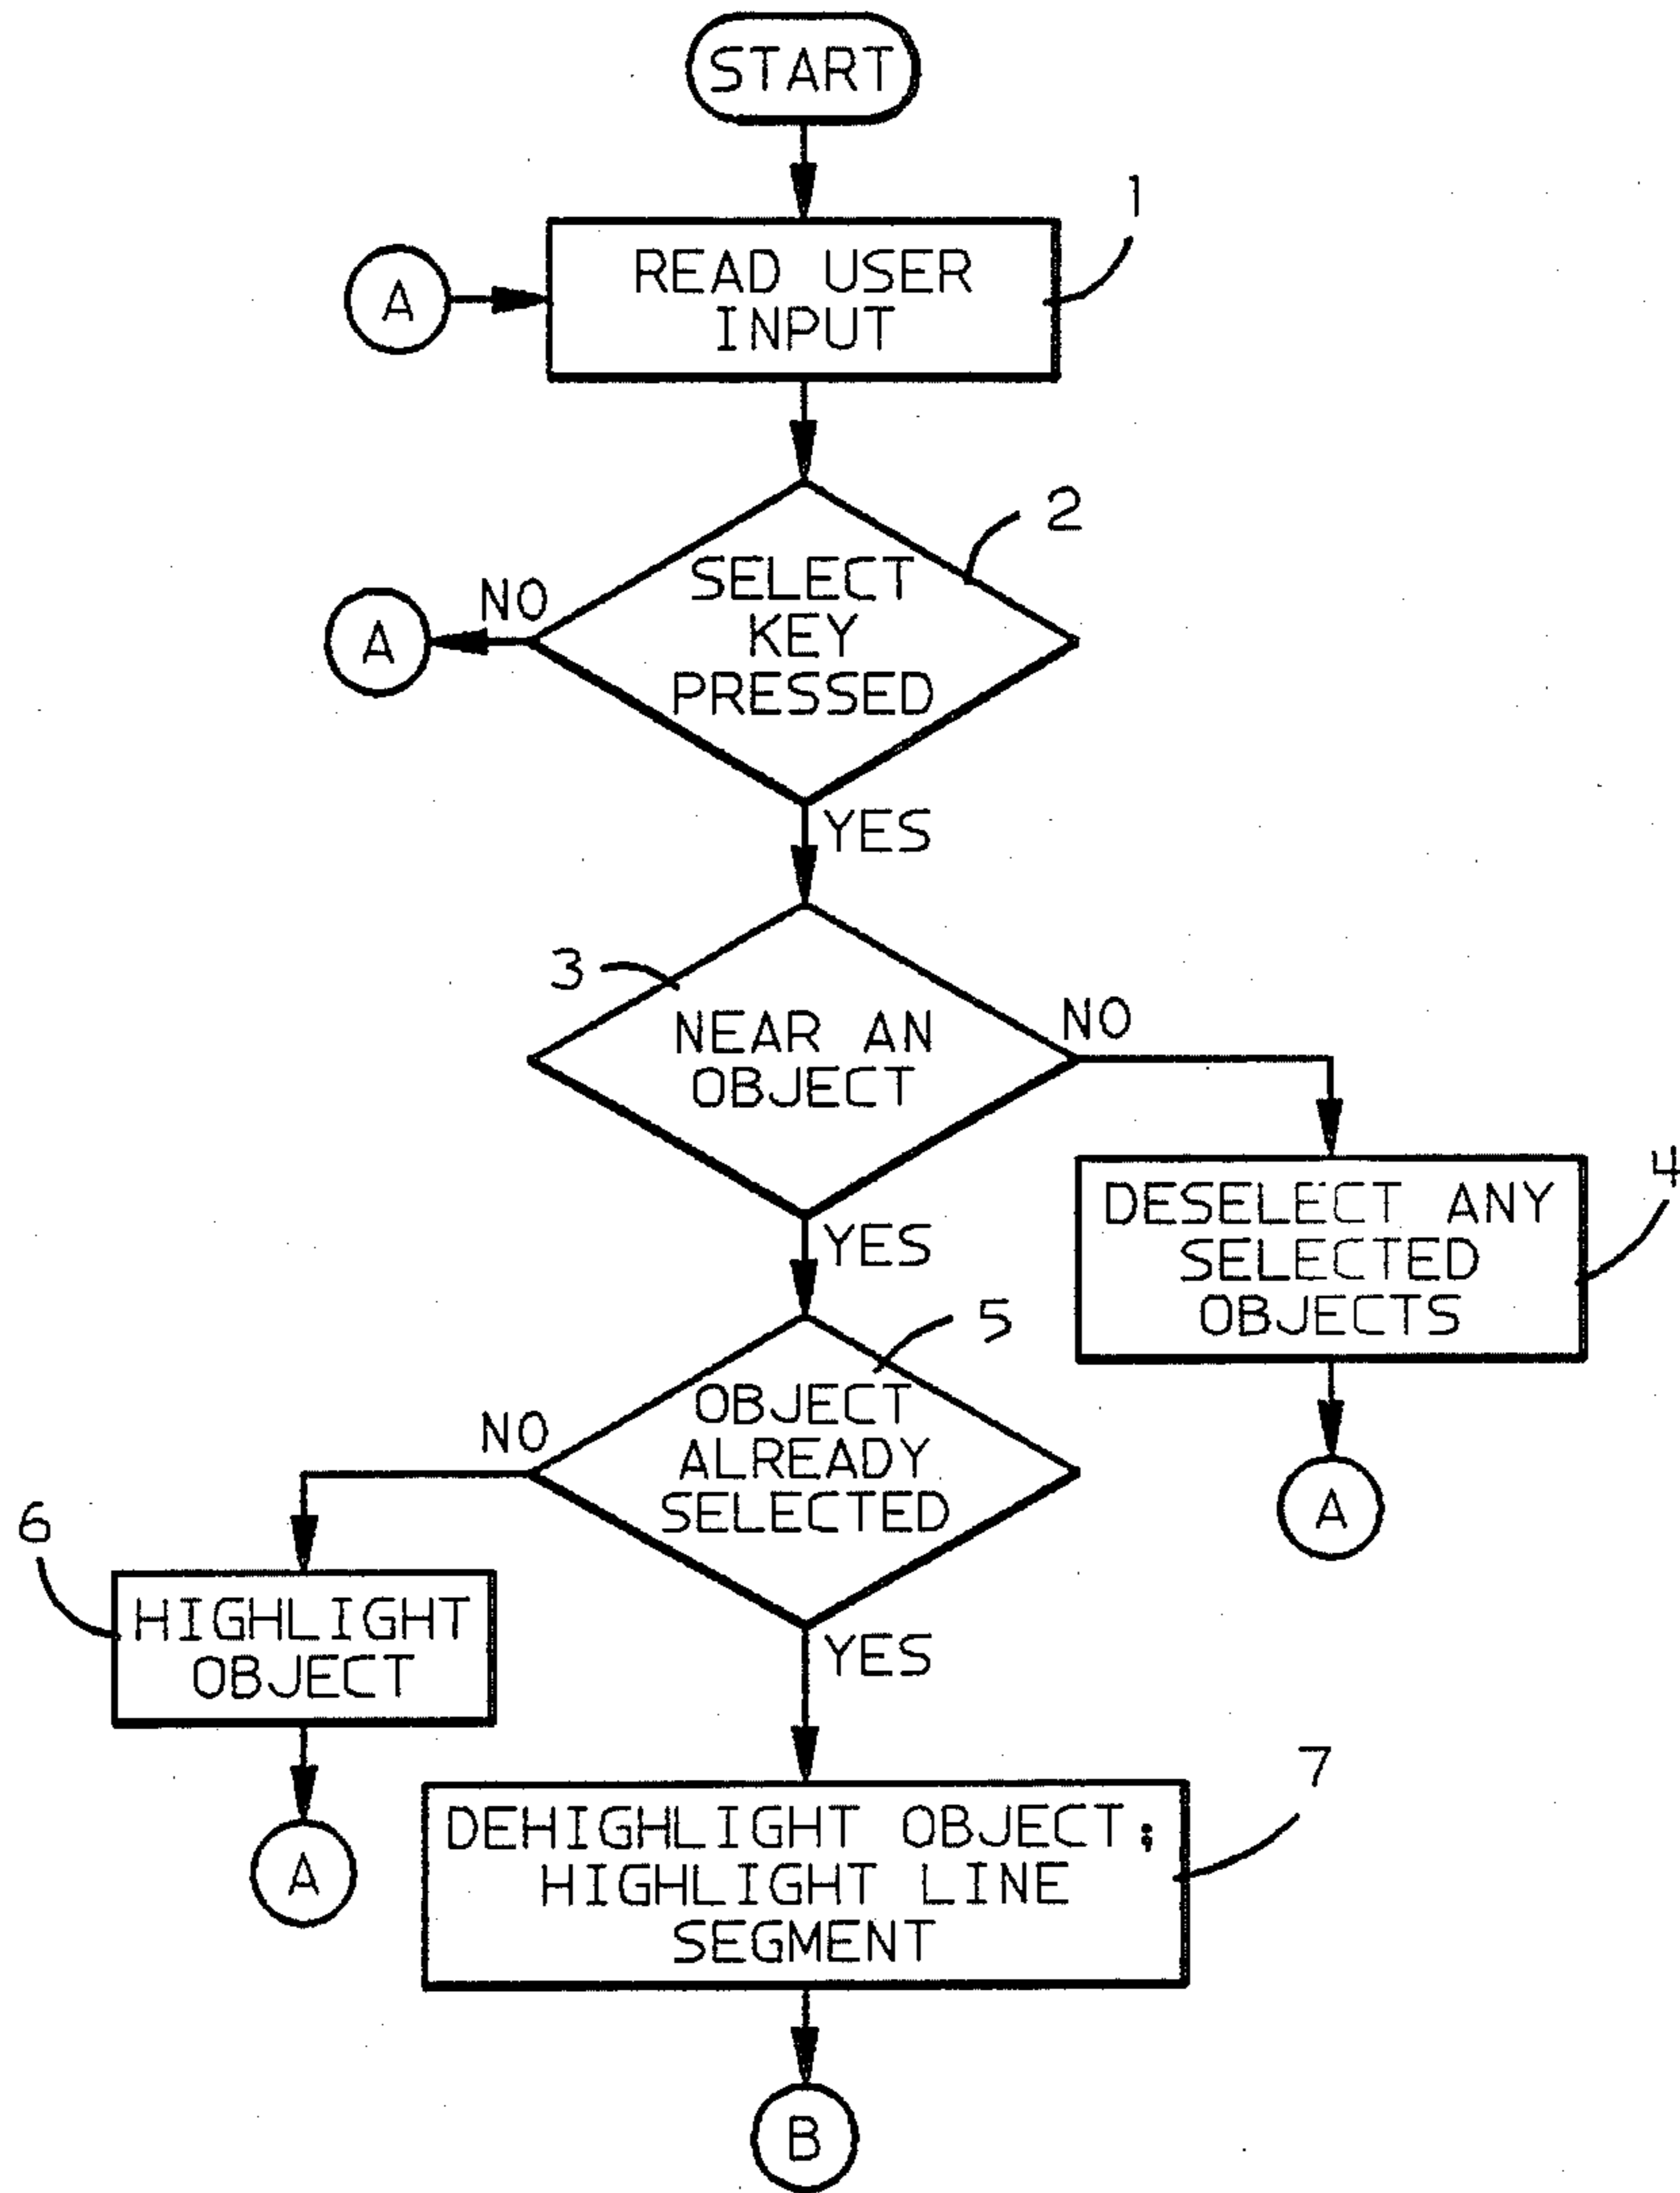 START
1
A
READ USER
INPUT
2
SELECT
KEY
PRESSED
NO
A
YES
3
NEAR AN
OBJECT
NO
4
DESELECT ANY
SELECTED
OBJECTS
A
YES
5
OBJECT
ALREADY
SELECTED
NO
6
HIGHLIGHT
OBJECT
A
YES
7
DEHIGHLIGHT OBJECT;
HIGHLIGHT LINE
SEGMENT
B